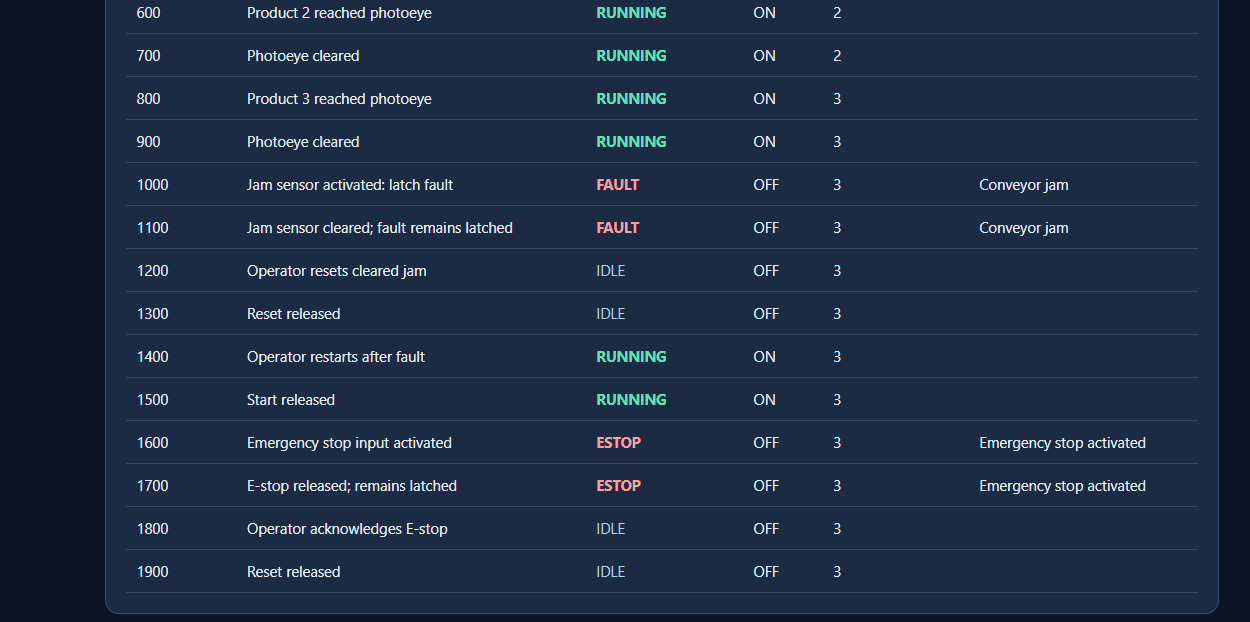 600 Product 2 reached photoeye RUNNING ON 2
700 Photoeye cleared RUNNING ON 2
800 Product 3 reached photoeye RUNNING ON 3
900 Photoeye cleared RUNNING ON 3
1000 Jam sensor activated: latch fault FAULT OFF 3 Conveyor jam
1100 Jam sensor cleared; fault remains latched FAULT OFF 3 Conveyor jam
1200 Operator resets cleared jam IDLE OFF 3
1300 Reset released IDLE OFF 3
1400 Operator restarts after fault RUNNING ON 3
1500 Start released RUNNING ON 3
1600 Emergency stop input activated ESTOP OFF 3 Emergency stop activated
1700 E-stop released; remains latched ESTOP OFF 3 Emergency stop activated
1800 Operator acknowledges E-stop IDLE OFF 3
1900 Reset released IDLE OFF 3